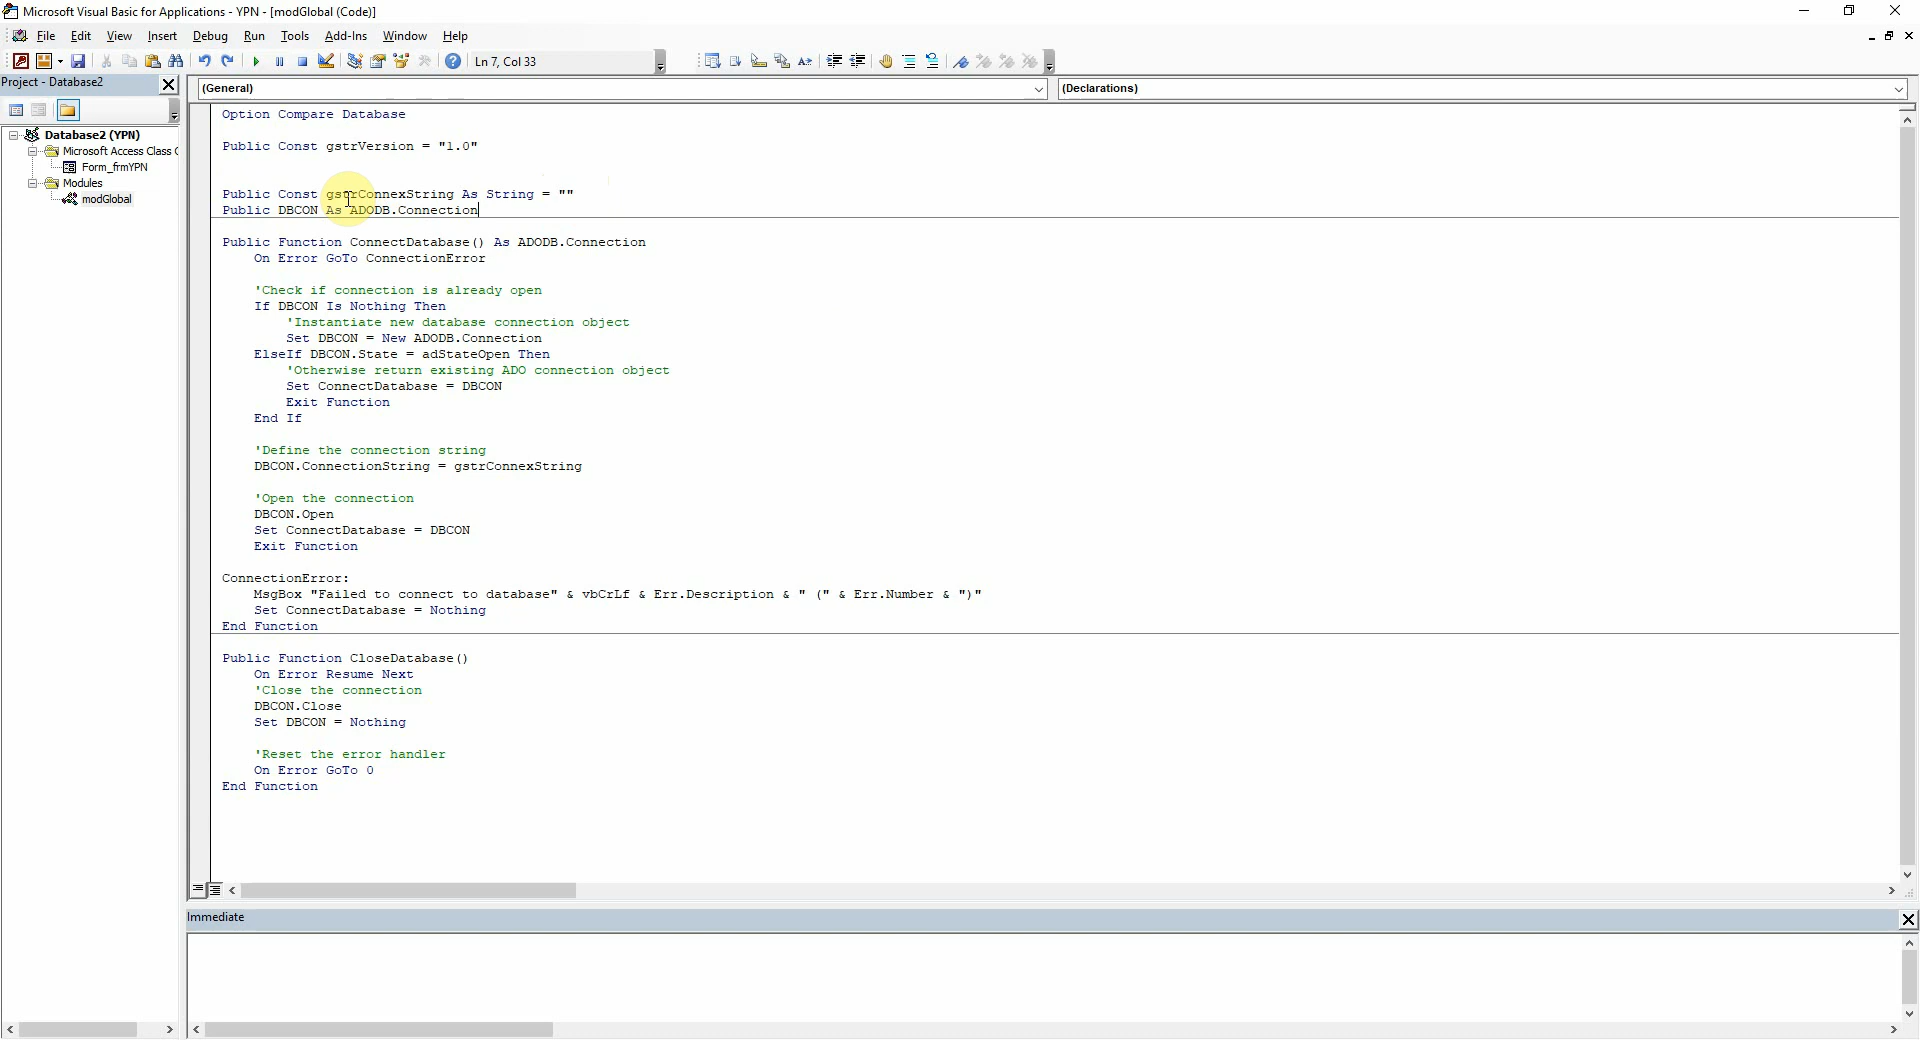 Microsoft Visual Basic for Applications - YPN - [modGlobal (Code)]
File Edit View Insert Debug Run Tools Add-Ins Window Help
Ln 7, Col 33
Project - Database2
(General)
(Declarations)
Database2 (YPN)
Microsoft Access Class
Form_frmYPN
Modules
modGlobal
Option Compare Database
Public Const gstrVersion = "1.0"
Public Const gstrConnexString As String = ""
Public DBCON As ADODB.Connection
Public Function ConnectDatabase() As ADODB.Connection
On Error GoTo ConnectionError
'Check if connection is already open
If DBCON Is Nothing Then
'Instantiate new database connection object
Set DBCON = New ADODB.Connection
ElseIf DBCON.State = adStateOpen Then
'Otherwise return existing ADO connection object
Set ConnectDatabase = DBCON
Exit Function
End If
'Define the connection string
DBCON.ConnectionString = gstrConnexString
'Open the connection
DBCON.Open
Set ConnectDatabase = DBCON
Exit Function
ConnectionError:
MsgBox "Failed to connect to database" & vbCrLf & Err.Description & " (" & Err.Number & ")"
Set ConnectDatabase = Nothing
End Function
Public Function CloseDatabase()
On Error Resume Next
'Close the connection
DBCON.Close
Set DBCON = Nothing
'Reset the error handler
On Error GoTo 0
End Function
Immediate